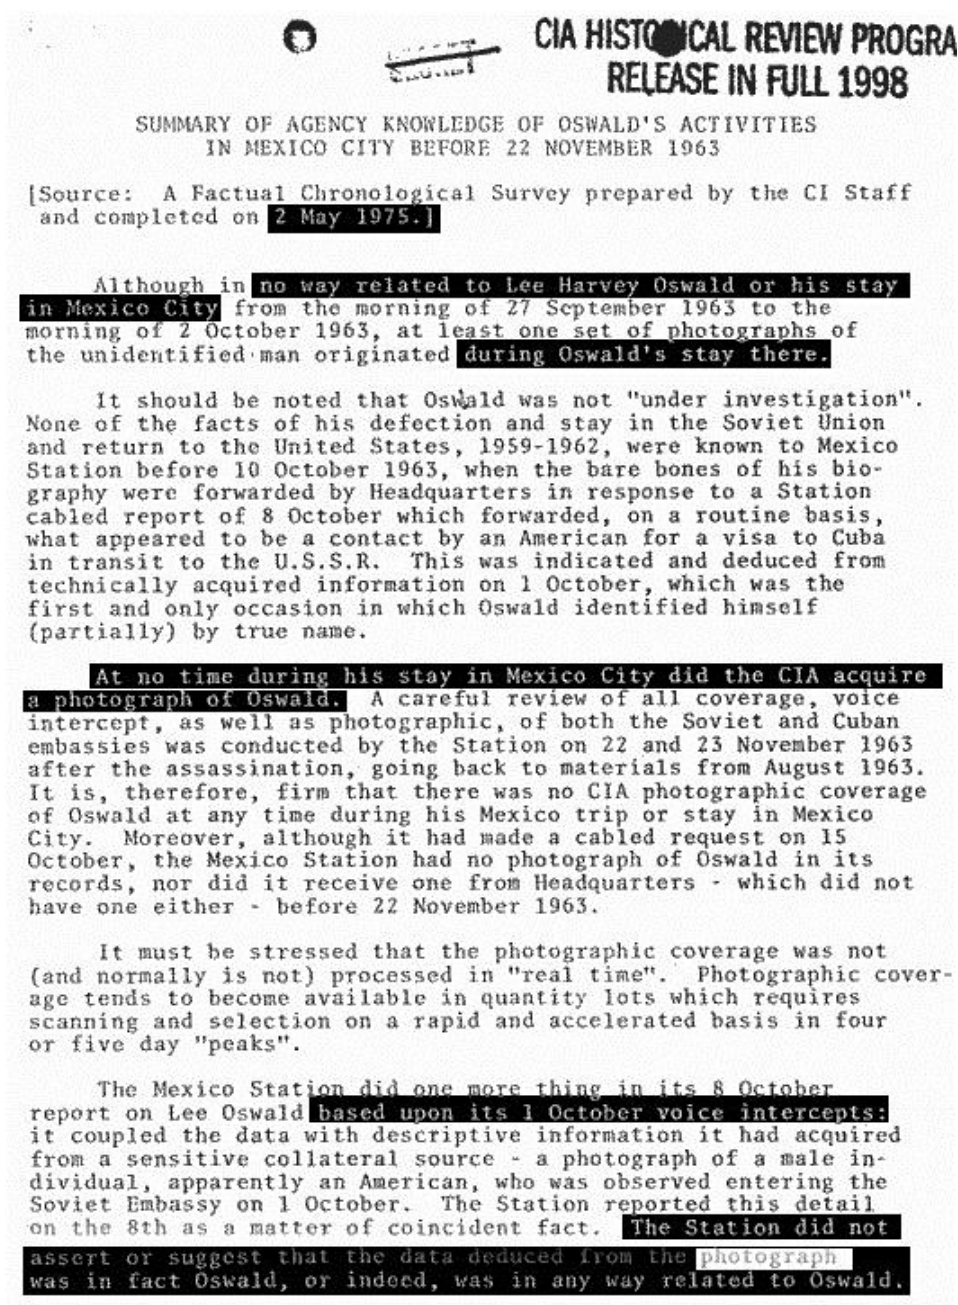 CIA HISTORICAL REVIEW PROGRA
RELEASE IN FULL 1998
SUMMARY OF AGENCY KNOWLEDGE OF OSWALD'S ACTIVITIES
IN MEXICO CITY BEFORE 22 NOVEMBER 1963
[Source: A Factual Chronological Survey prepared by the CI Staff
and completed on 2 May 1975.]
Although in no way related to Lee Harvey Oswald or his stay
in Mexico City from the morning of 27 September 1963 to the
morning of 2 October 1963, at least one set of photographs of
the unidentified man originated during Oswald's stay there.
It should be noted that Oswald was not "under investigation".
None of the facts of his defection and stay in the Soviet Union
and return to the United States, 1959-1962, were known to Mexico
Station before 10 October 1963, when the bare bones of his bio-
graphy were forwarded by Headquarters in response to a Station
cabled report of 8 October which forwarded, on a routine basis,
what appeared to be a contact by an American for a visa to Cuba
in transit to the U.S.S.R. This was indicated and deduced from
technically acquired information on 1 October, which was the
first and only occasion in which Oswald identified himself
(partially) by true name.
At no time during his stay in Mexico City did the CIA acquire
a photograph of Oswald. A careful review of all coverage, voice
intercept, as well as photographic, of both the Soviet and Cuban
embassies was conducted by the Station on 22 and 23 November 1963
after the assassination, going back to materials from August 1963.
It is, therefore, firm that there was no CIA photographic coverage
of Oswald at any time during his Mexico trip or stay in Mexico
City. Moreover, although it had made a cabled request on 15
October, the Mexico Station had no photograph of Oswald in its
records, nor did it receive one from Headquarters - which did not
have one either - before 22 November 1963.
It must be stressed that the photographic coverage was not
(and normally is not) processed in "real time". Photographic cover-
age tends to become available in quantity lots which requires
scanning and selection on a rapid and accelerated basis in four
or five day "peaks".
The Mexico Station did one more thing in its 8 October
report on Lee Oswald based upon its 1 October voice intercepts:
it coupled the data with descriptive information it had acquired
from a sensitive collateral source - a photograph of a male in-
dividual, apparently an American, who was observed entering the
Soviet Embassy on 1 October. The Station reported this detail
on the 8th as a matter of coincident fact. The Station did not
assert or suggest that the data deduced from the photograph
was in fact Oswald, or indeed, was in any way related to Oswald.